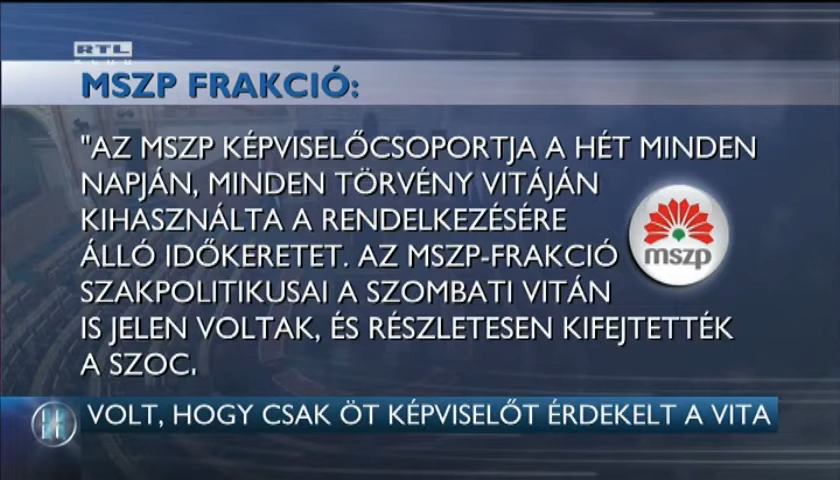 RTL
KLUB
MSZP FRAKCIÓ:
"AZ MSZP KÉPVISELŐCSOPORTJA A HÉT MINDEN
NAPJÁN, MINDEN TÖRVÉNY VITÁJÁN
KIHASZNÁLTA A RENDELKEZÉSÉRE
ÁLLÓ IDŐKERETET. AZ MSZP-FRAKCIÓ
SZAKPOLITIKUSAI A SZOMBATI VITÁN
IS JELEN VOLTAK, ÉS RÉSZLETESEN KIFEJTETTÉK
A SZOC.
mszp
VOLT, HOGY CSAK ÖT KÉPVISELŐT ÉRDEKELT A VITA